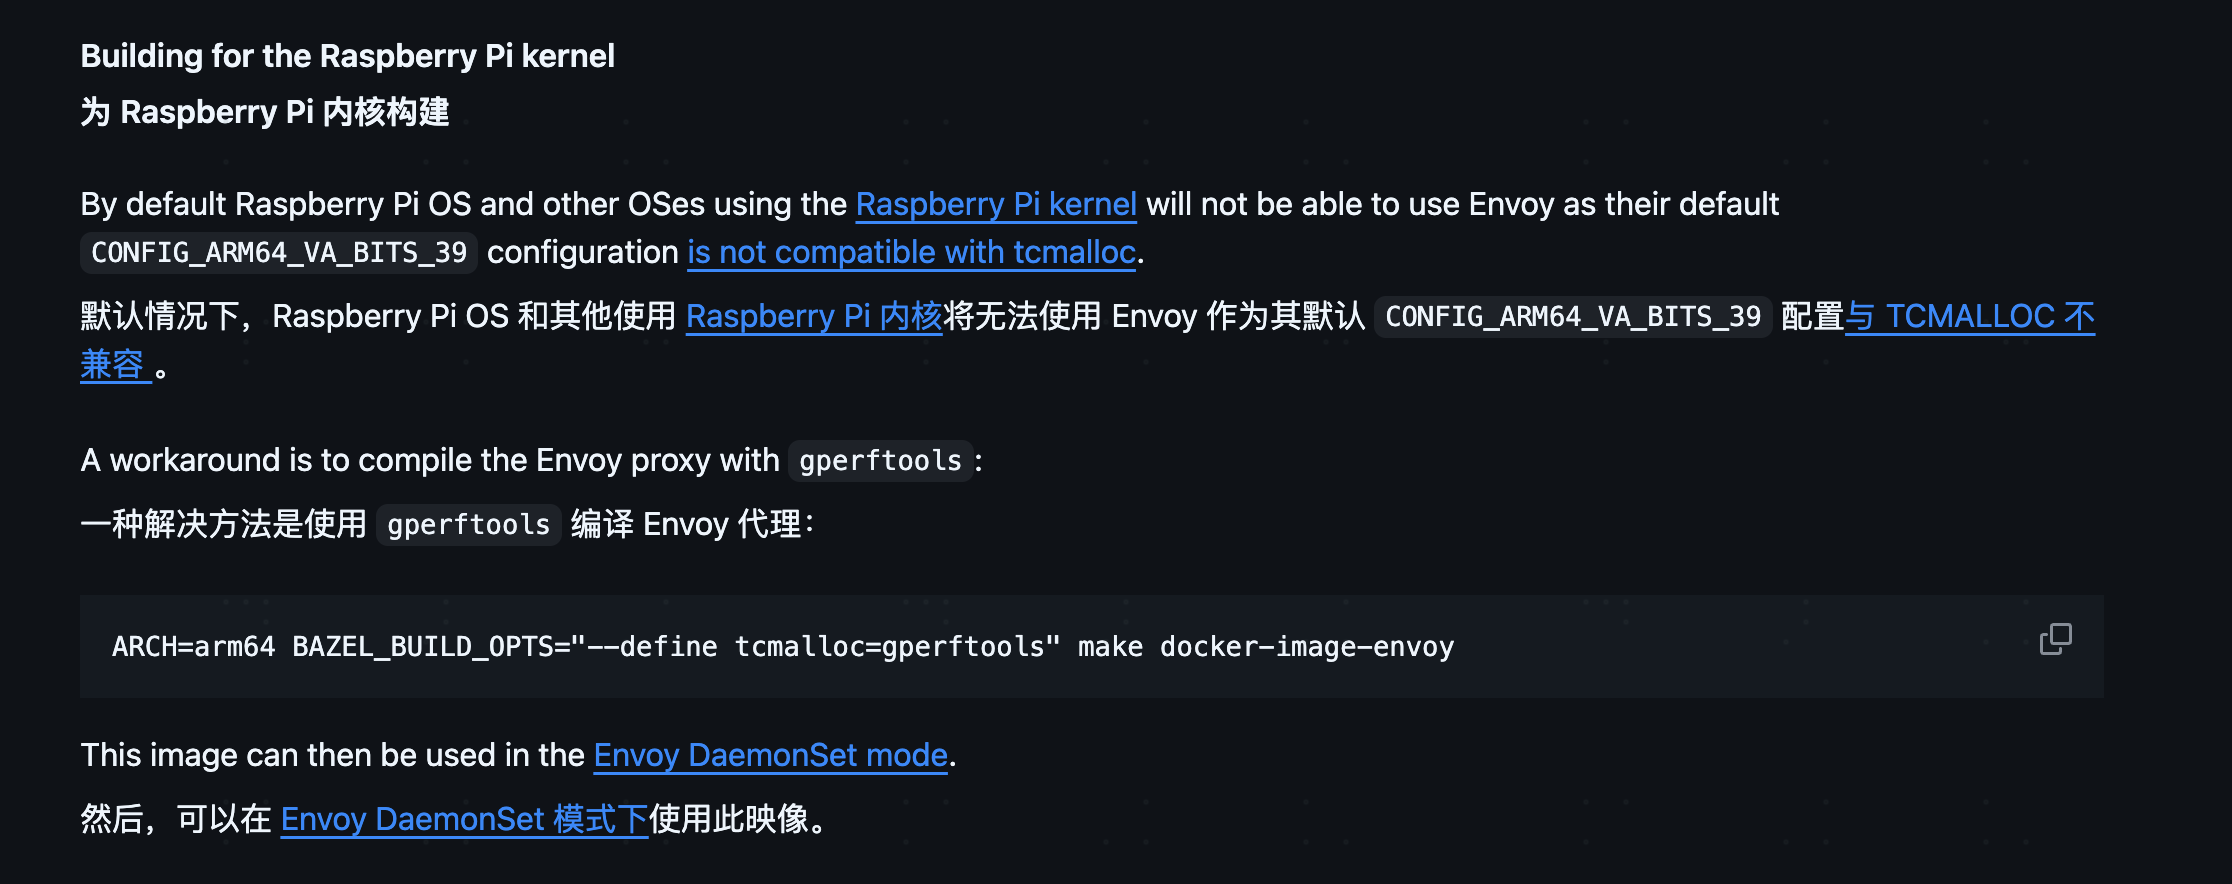 Building for the Raspberry Pi kernel
为 Raspberry Pi 内核构建
By default Raspberry Pi OS and other OSes using the Raspberry Pi kernel will not be able to use Envoy as their default
CONFIG_ARM64_VA_BITS_39 configuration is not compatible with tcmalloc.
默认情况下，Raspberry Pi OS 和其他使用 Raspberry Pi 内核将无法使用 Envoy 作为其默认 CONFIG_ARM64_VA_BITS_39 配置与 TCMALLOC 不
兼容 。
A workaround is to compile the Envoy proxy with gperftools :
一种解决方法是使用 gperftools 编译 Envoy 代理：
ARCH=arm64 BAZEL_BUILD_OPTS="--define tcmalloc=gperftools" make docker-image-envoy
This image can then be used in the Envoy DaemonSet mode.
然后，可以在 Envoy DaemonSet 模式下使用此映像。